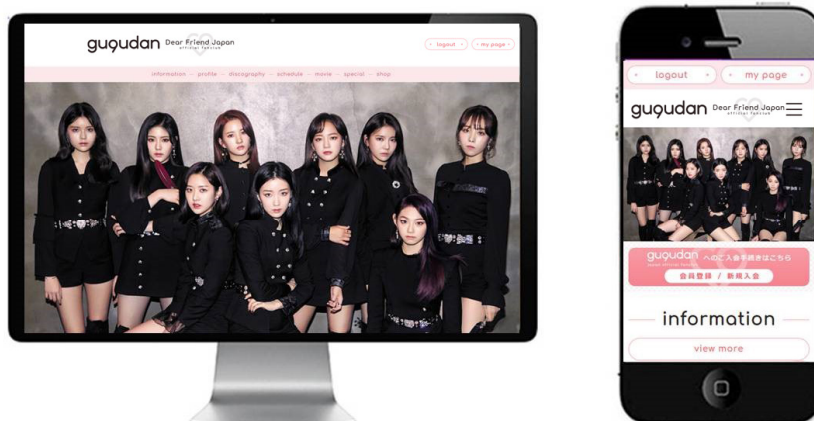 gugudan Dear Friend Japan
official fanclub
logout
my page
information - profile - discography - schedule - movie - special - shop
logout
my page
gugudan Dear Friend Japan
official fanclub
gugudan へのご入会手続きはこちら
会員登録 / 新規入会
information
view more